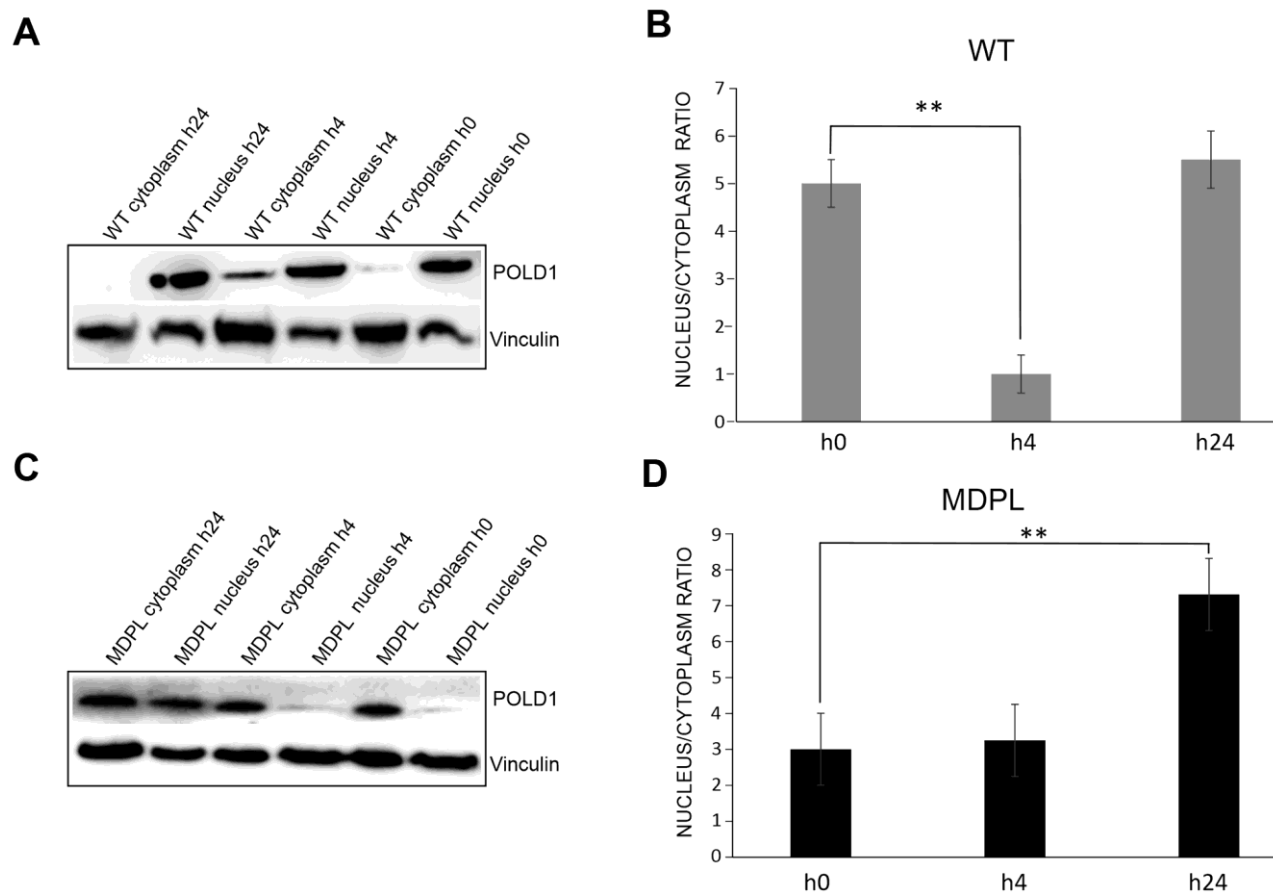 A
WT cytoplasm h24
WT nucleus h24
WT cytoplasm h4
WT nucleus h4
WT cytoplasm h0
WT nucleus h0
POLD1
Vinculin
B
WT
NUCLEUS/CYTOPLASM RATIO
7
6
5
4
3
2
1
0
**
h0 h4 h24
C
MDPL cytoplasm h24
MDPL nucleus h24
MDPL cytoplasm h4
MDPL nucleus h4
MDPL cytoplasm h0
MDPL nucleus h0
POLD1
Vinculin
D
MDPL
NUCLEUS/CYTOPLASM RATIO
9
8
7
6
5
4
3
2
1
0
**
h0 h4 h24